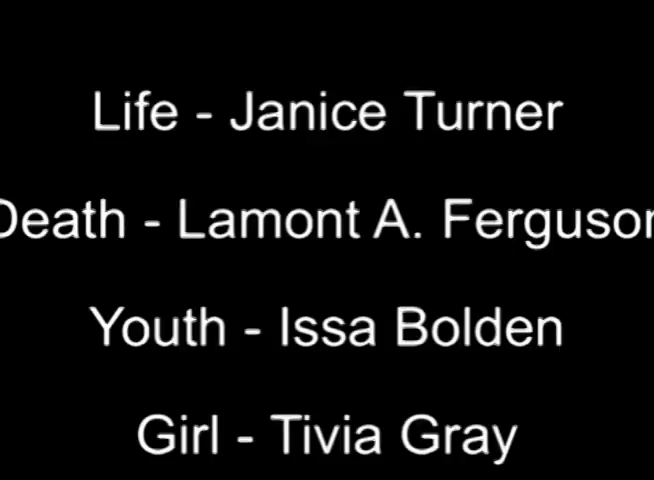 Life - Janice Turner
Death - Lamont A. Ferguson
Youth - Issa Bolden
Girl - Tivia Gray